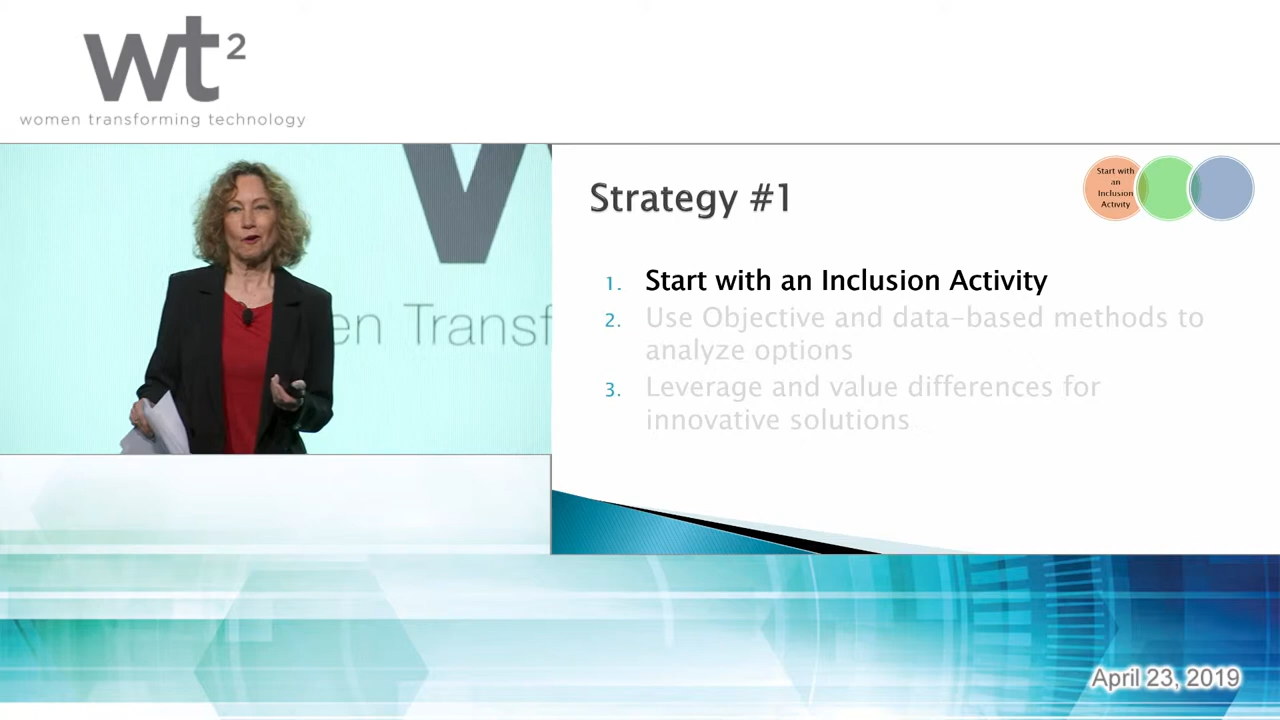 wt2
women transforming technology
en Transf
Strategy #1
Start with
an
Inclusion
Activity
1. Start with an Inclusion Activity
2. Use Objective and data-based methods to
analyze options
3. Leverage and value differences for
innovative solutions
April 23, 2019